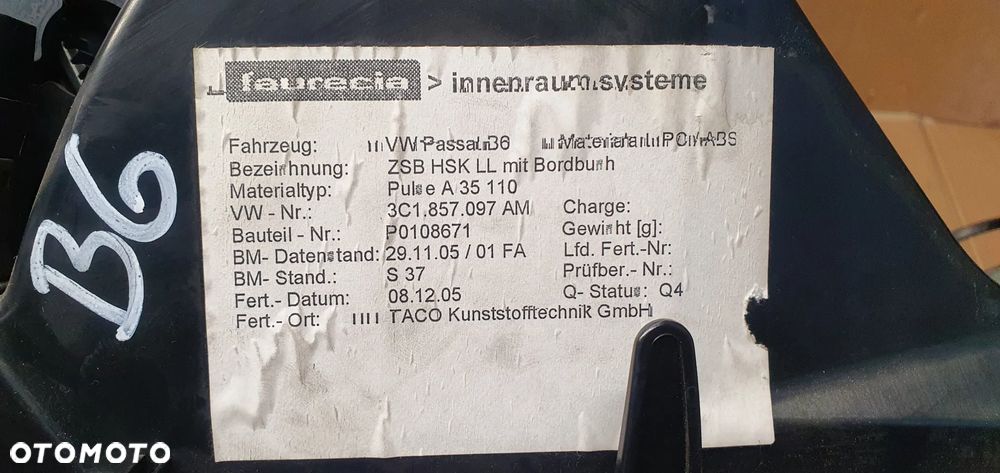 faurecia > innenraum.systeme
Fahrzeug: VW Passat B6 Material: PC/ABS
Bezeichnung: ZSB HSK LL mit Bordbuch
Materialtyp: Pulse A 35 110
VW - Nr.: 3C1.857.097 AM Charge:
Bauteil - Nr.: P0108671 Gewicht [g]:
BM- Datenstand: 29.11.05 / 01 FA Lfd. Fert.-Nr:
BM- Stand.: S 37 Prüfber.- Nr.:
Fert.- Datum: 08.12.05 Q- Status: Q4
Fert.- Ort: TACO Kunststofftechnik GmbH
B6
OTOMOTO